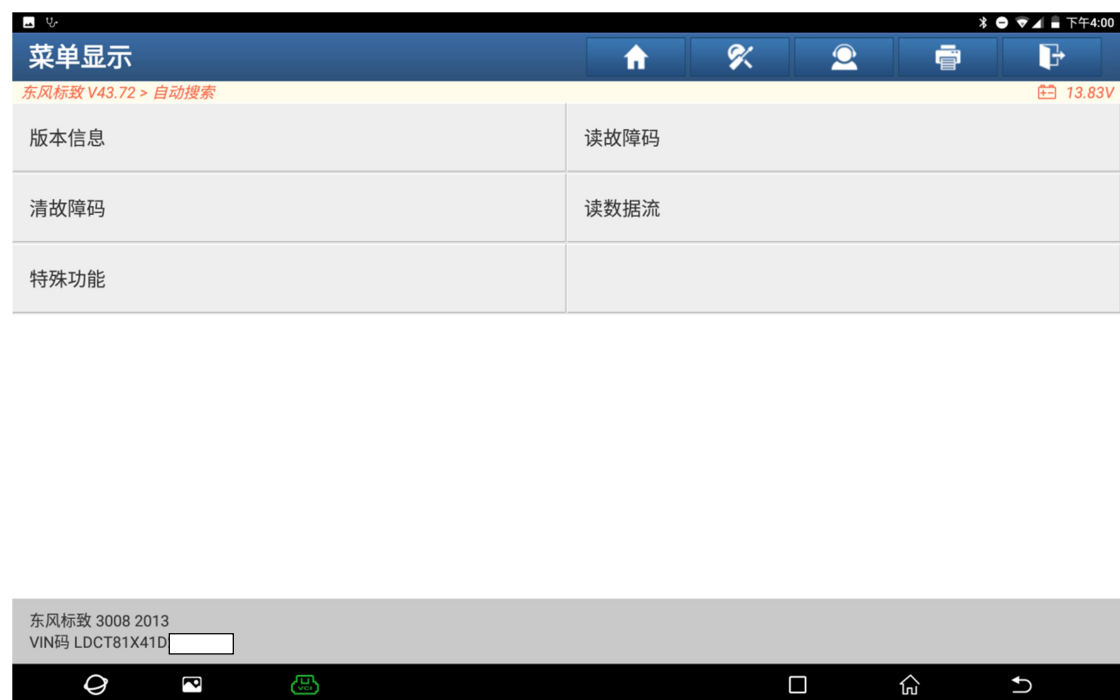 下午4:00
菜单显示
东风标致 V43.72 > 自动搜索
13.83V
版本信息
读故障码
清故障码
读数据流
特殊功能
东风标致 3008 2013
VIN码 LDCT81X41D
VCI